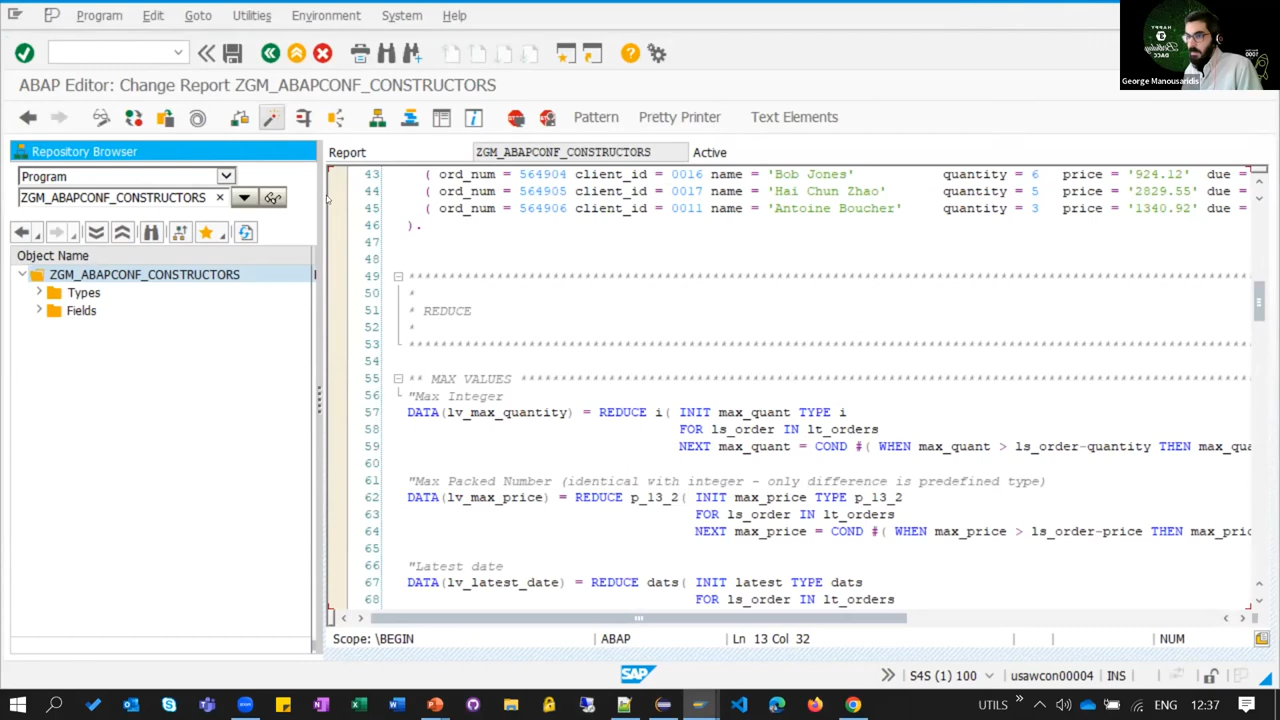 Program Edit Goto Utilities Environment System Help
ABAP Editor: Change Report ZGM_ABAPCONF_CONSTRUCTORS
Pattern Pretty Printer Text Elements
George Manousaridis
Repository Browser
Program
ZGM_ABAPCONF_CONSTRUCTORS
Object Name
ZGM_ABAPCONF_CONSTRUCTORS
Types
Fields
Report ZGM_ABAPCONF_CONSTRUCTORS Active
43 ( ord_num = 564904 client_id = 0016 name = 'Bob Jones' quantity = 6 price = '924.12' due =
44 ( ord_num = 564905 client_id = 0017 name = 'Hai Chun Zhao' quantity = 5 price = '2829.55' due =
45 ( ord_num = 564906 client_id = 0011 name = 'Antoine Boucher' quantity = 3 price = '1340.92' due =
46 ).
47
48
49
50 *
51 * REDUCE
52 *
53
54
55 ** MAX VALUES
56 "Max Integer
57 DATA(lv_max_quantity) = REDUCE i( INIT max_quant TYPE i
58 FOR ls_order IN lt_orders
59 NEXT max_quant = COND #( WHEN max_quant > ls_order-quantity THEN max_qua
60
61 "Max Packed Number (identical with integer - only difference is predefined type)
62 DATA(lv_max_price) = REDUCE p_13_2( INIT max_price TYPE p_13_2
63 FOR ls_order IN lt_orders
64 NEXT max_price = COND #( WHEN max_price > ls_order-price THEN max_pric
65
66 "Latest date
67 DATA(lv_latest_date) = REDUCE dats( INIT latest TYPE dats
68 FOR ls_order IN lt_orders
Scope: \BEGIN ABAP Ln 13 Col 32 NUM
SAP S4S (1) 100 usawcon00004 INS
UTILS ENG 12:37